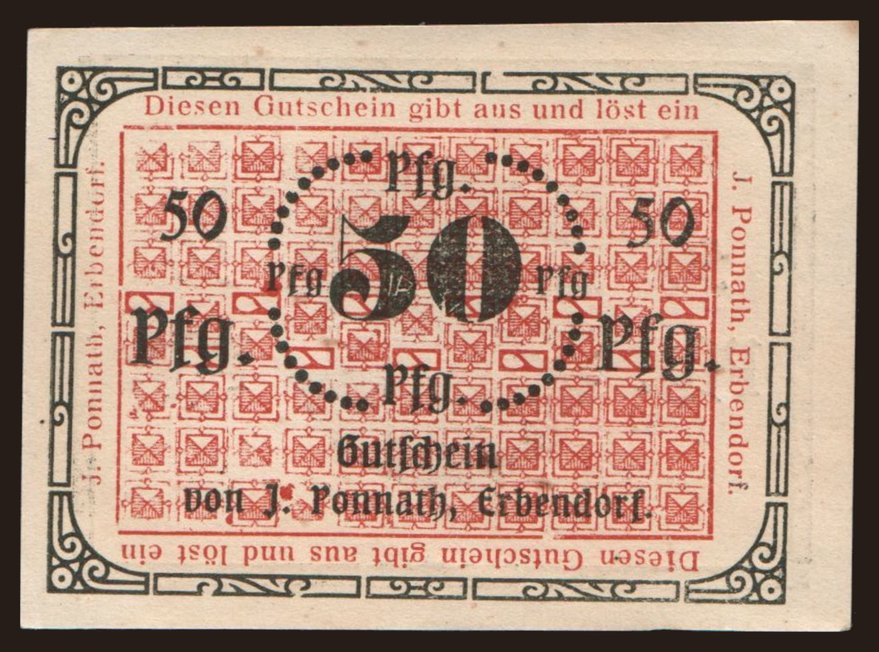 Diesen Gutschein gibt aus und löst ein
J. Ponnath, Erbendorf.
J. Ponnath, Erbendorf.
Pfg.
50
50
50
Pfg
Pfg
Pfg.
Pfg.
Pfg.
Gutschein
von J. Ponnath, Erbendorf.
Diesen Gutschein gibt aus und löst ein